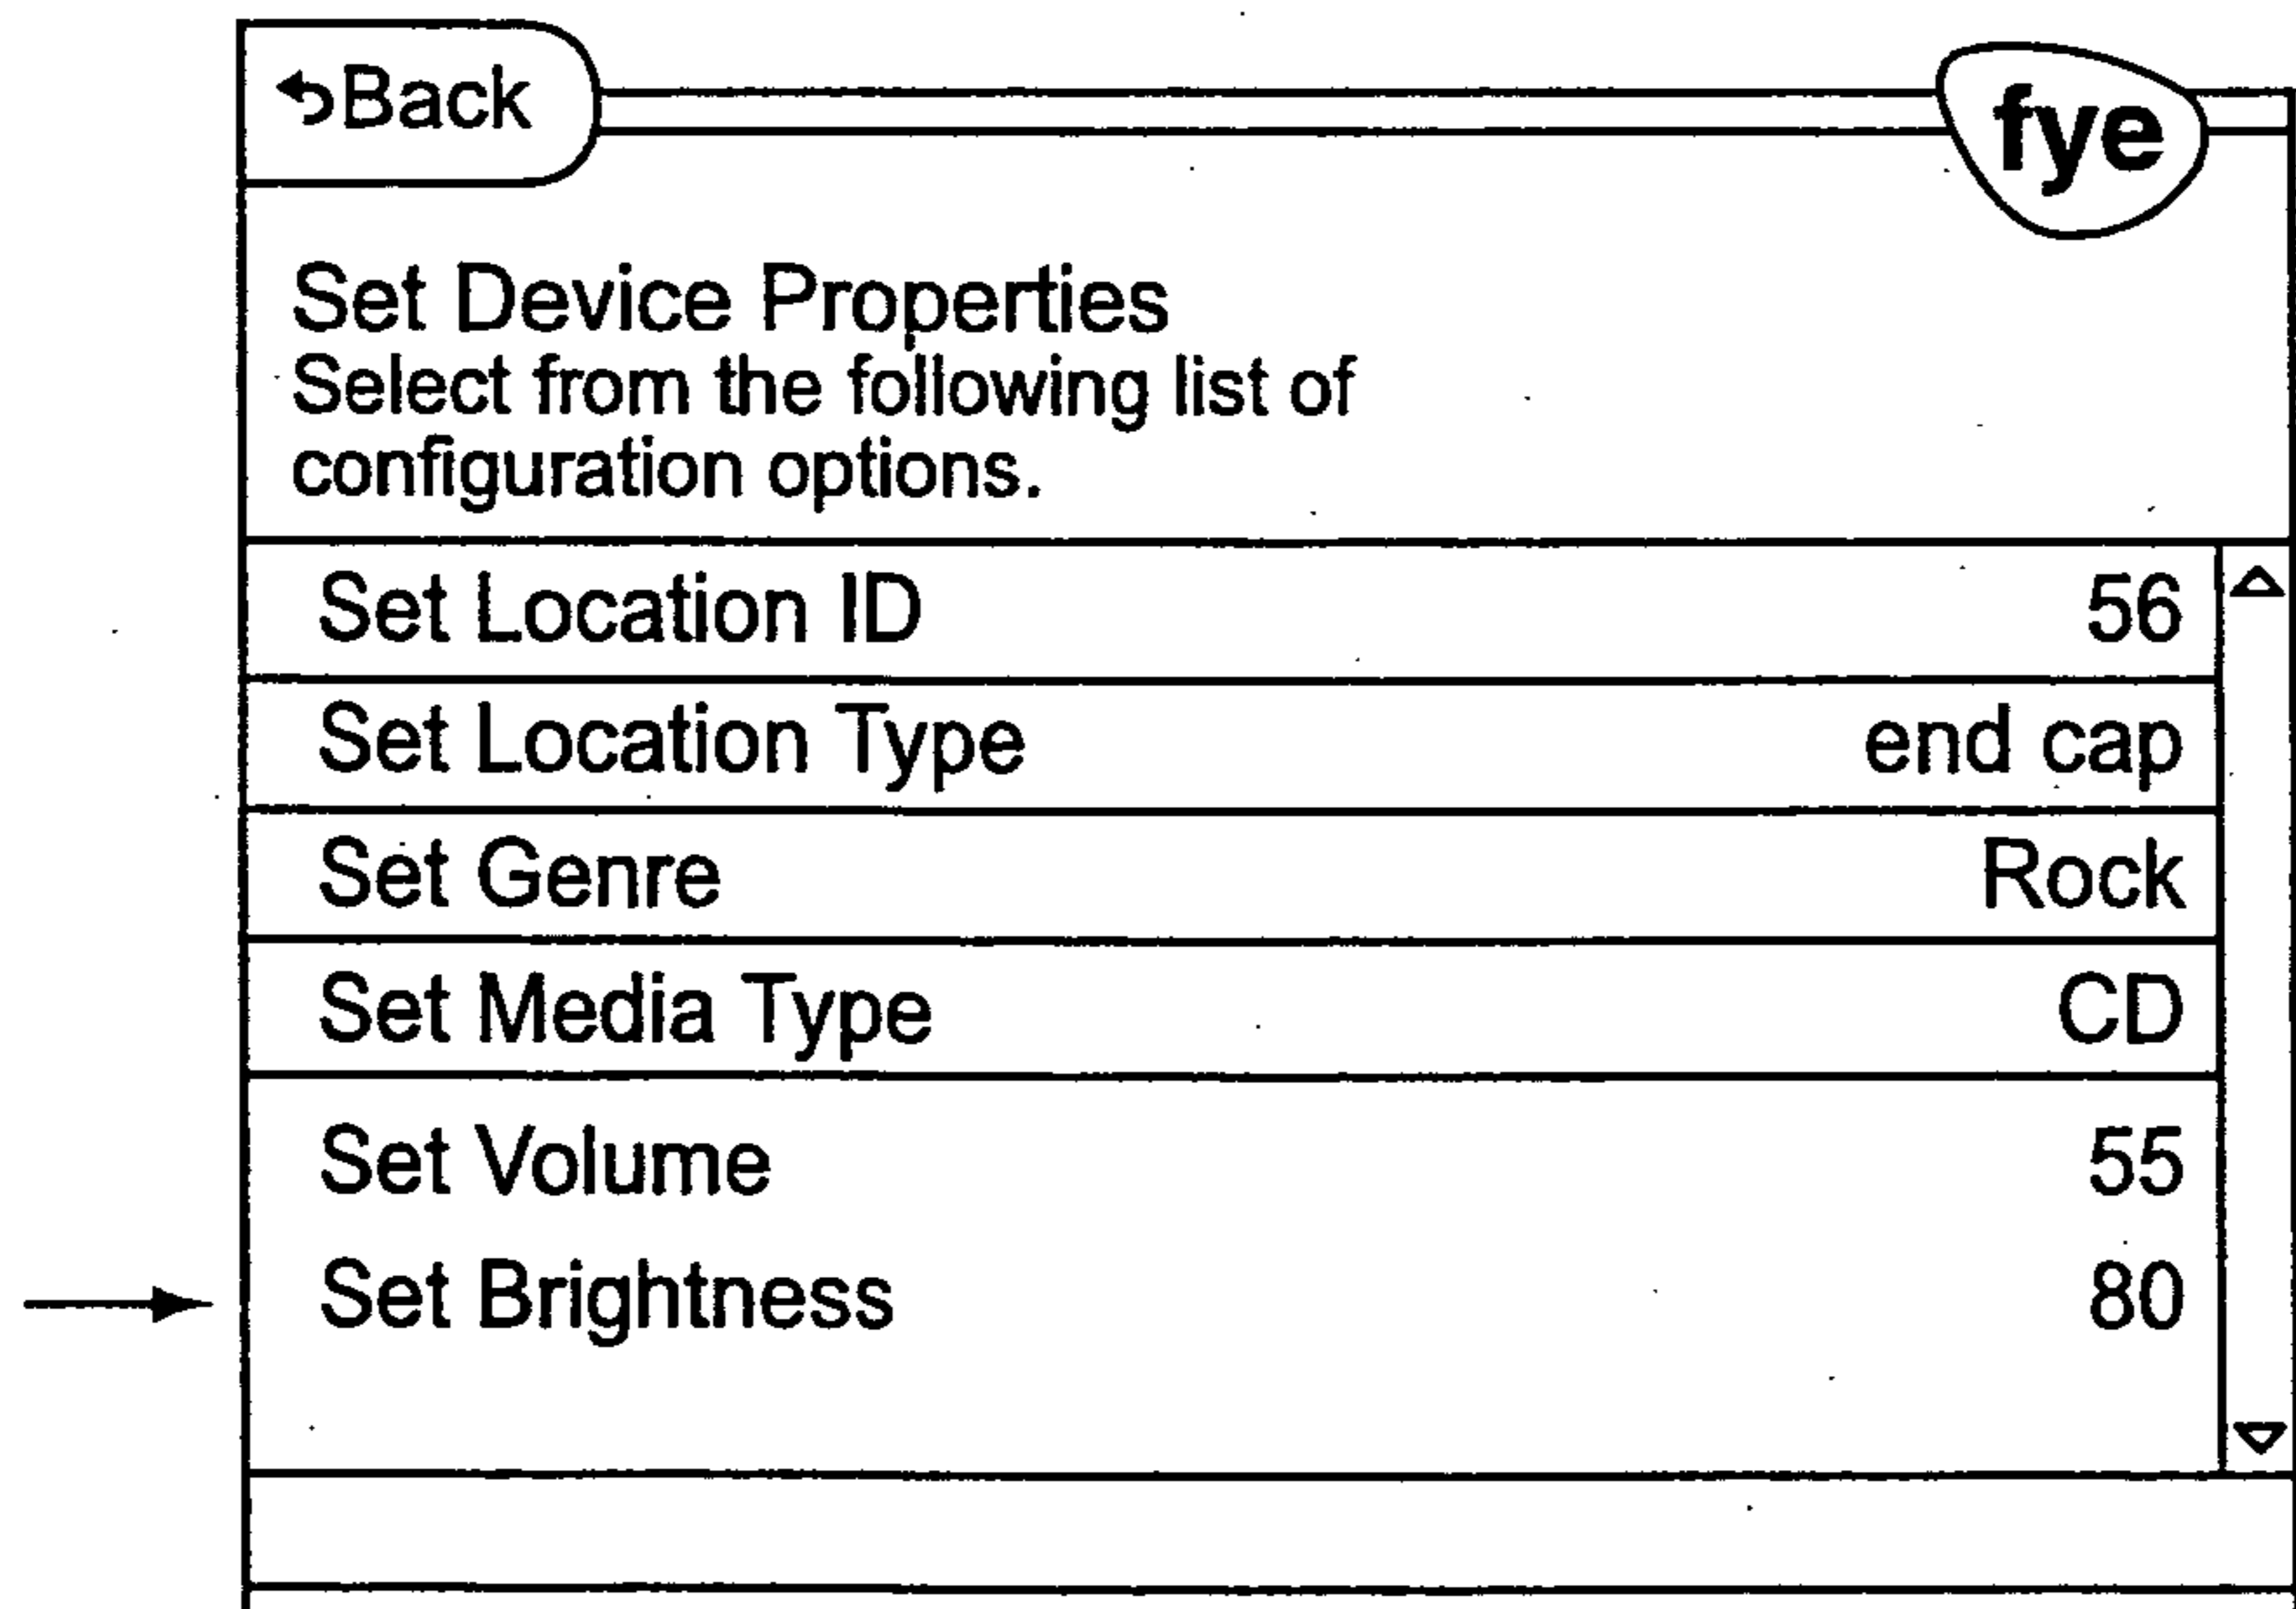 Back
fye
Set Device Properties
Select from the following list of
configuration options.
Set Location ID 56
Set Location Type end cap
Set Genre Rock
Set Media Type CD
Set Volume 55
Set Brightness 80